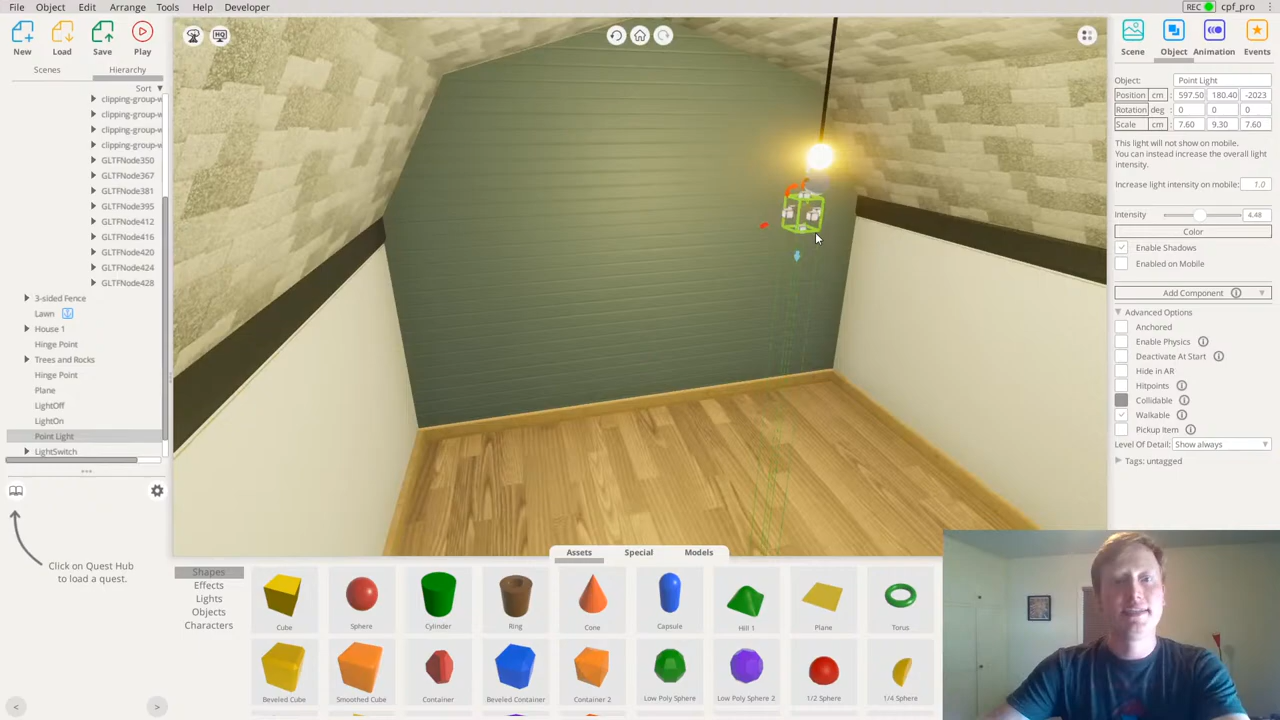 File Object Edit Arrange Tools Help Developer
REC cpf_pro
New Load Save Play
HQ
Scene Object Animation Events
Scenes Hierarchy
Sort
clipping-group-w
clipping-group-w
clipping-group-w
clipping-group-w
GLTFNode350
GLTFNode367
GLTFNode381
GLTFNode395
GLTFNode412
GLTFNode416
GLTFNode420
GLTFNode424
GLTFNode428
3-sided Fence
Lawn
House 1
Hinge Point
Trees and Rocks
Hinge Point
Plane
LightOff
LightOn
Point Light
LightSwitch
Click on Quest Hub
to load a quest.
Object: Point Light
Position cm : 597.50 180.40 -2023
Rotation deg : 0 0 0
Scale cm : 7.60 9.30 7.60
This light will not show on mobile.
You can instead increase the overall light
intensity.
Increase light intensity on mobile: 1.0
Intensity 4.48
Color
Enable Shadows
Enabled on Mobile
Add Component
Advanced Options
Anchored
Enable Physics
Deactivate At Start
Hide in AR
Hitpoints
Collidable
Walkable
Pickup Item
Level Of Detail: Show always
Tags: untagged
Assets Special Models
Shapes
Effects
Lights
Objects
Characters
Cube Sphere Cylinder Ring Cone Capsule Hill 1 Plane Torus
Beveled Cube Smoothed Cube Container Beveled Container Container 2 Low Poly Sphere Low Poly Sphere 2 1/2 Sphere 1/4 Sphere